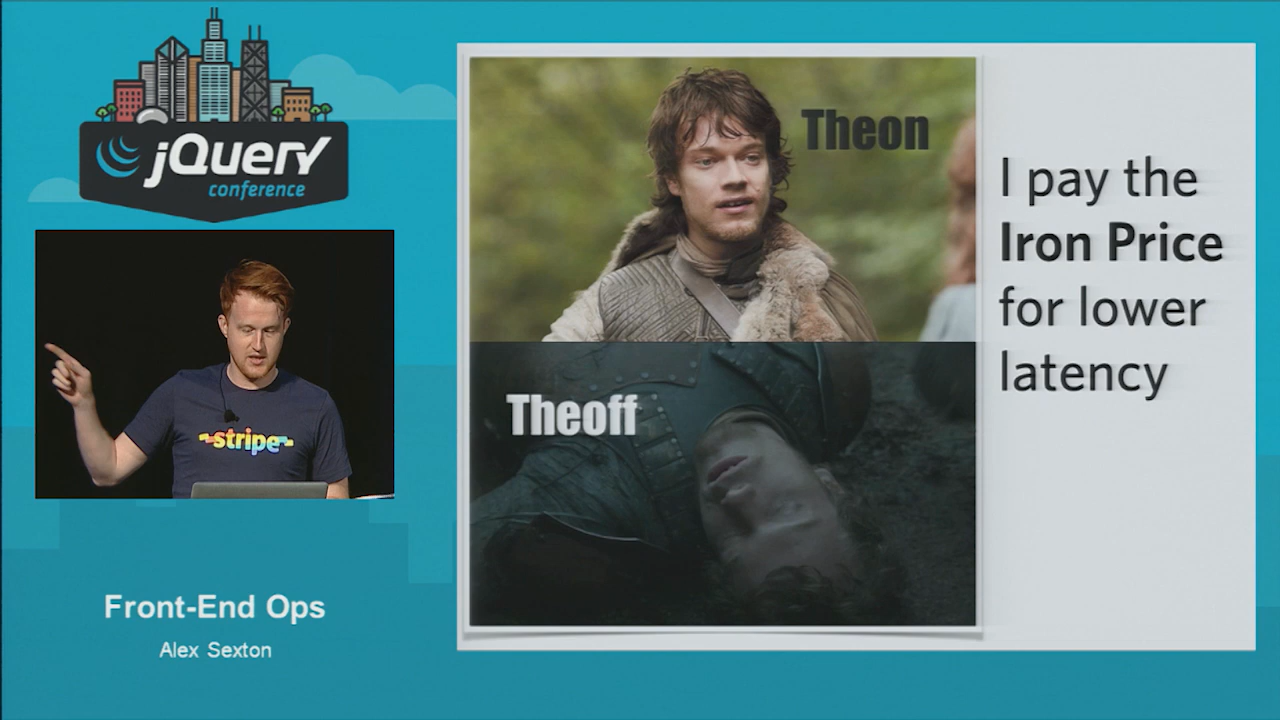 jQuery
conference
stripe
Front-End Ops
Alex Sexton
Theon
Theoff
I pay the
Iron Price
for lower
latency